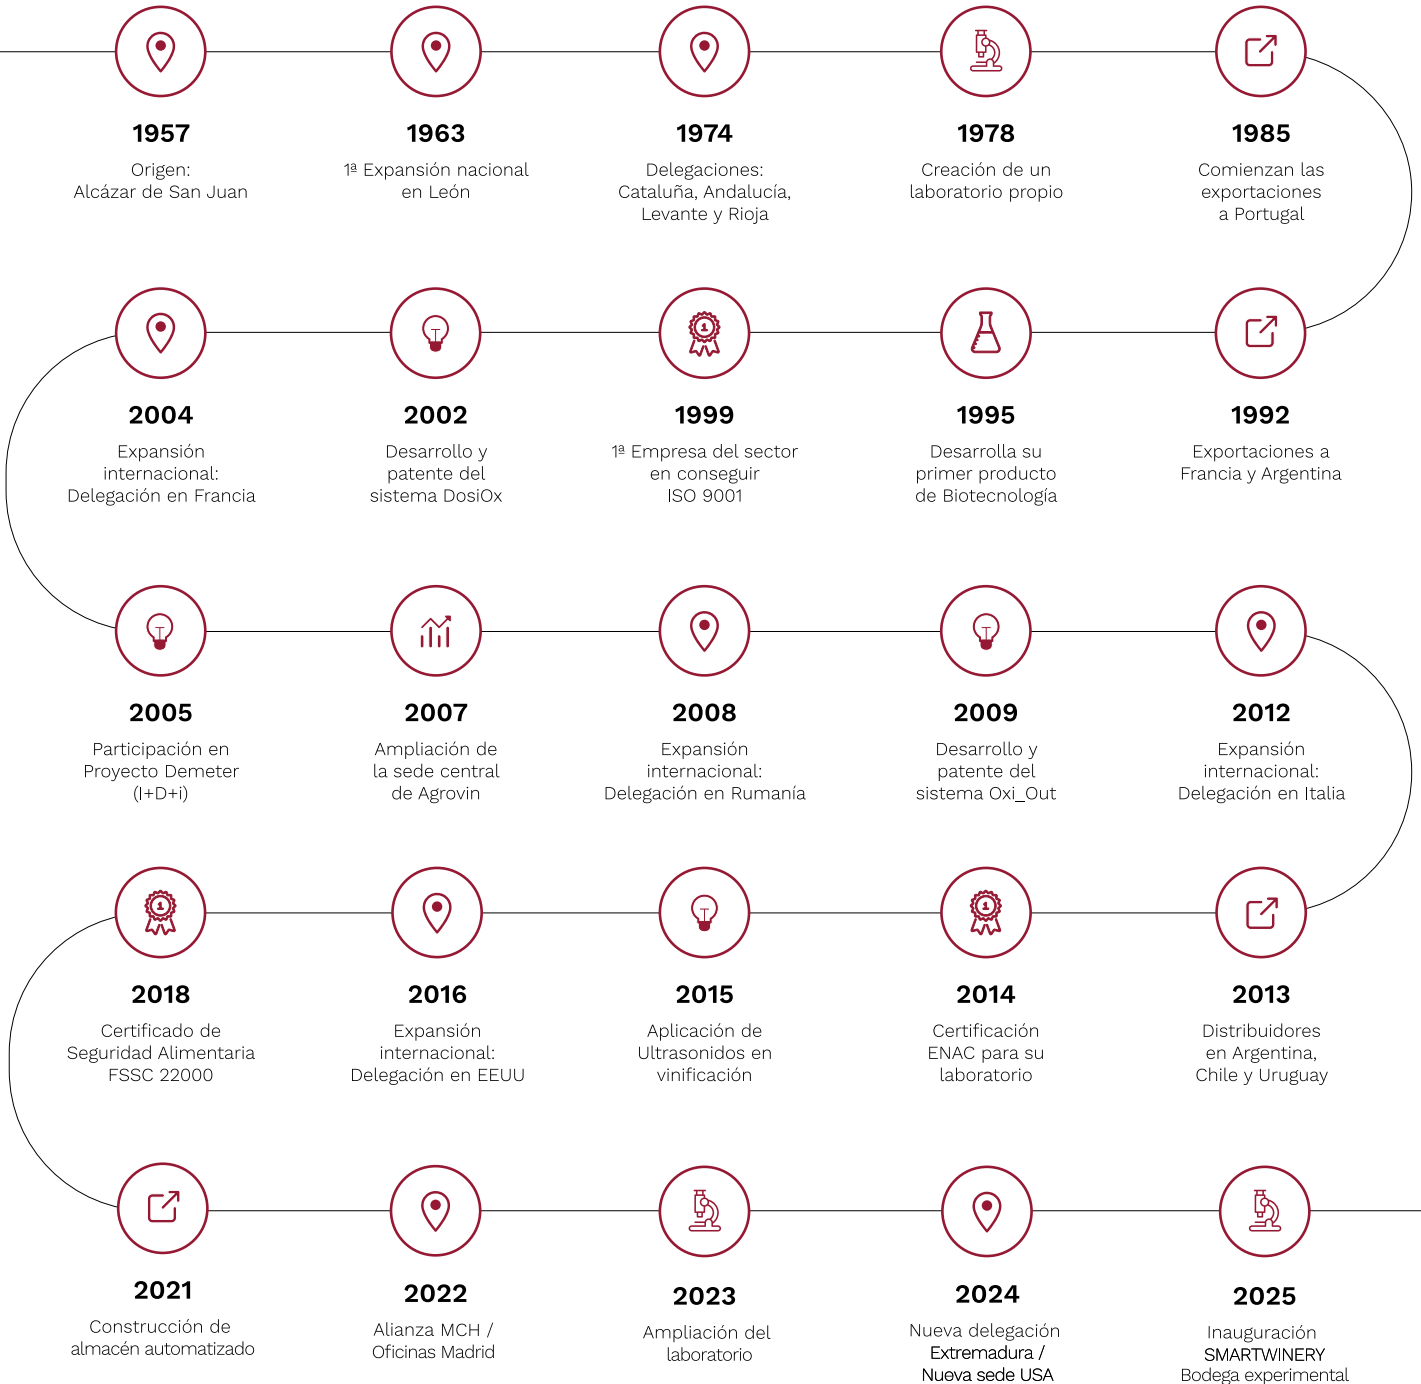 1957
Origen:
Alcázar de San Juan
1963
1ª Expansión nacional
en León
1974
Delegaciones:
Cataluña, Andalucía,
Levante y Rioja
1978
Creación de un
laboratorio propio
1985
Comienzan las
exportaciones
a Portugal
1992
Exportaciones a
Francia y Argentina
1995
Desarrolla su
primer producto
de Biotecnología
1
1999
1ª Empresa del sector
en conseguir
ISO 9001
2002
Desarrollo y
patente del
sistema DosiOx
2004
Expansión
internacional:
Delegación en Francia
2005
Participación en
Proyecto Demeter
(I+D+i)
2007
Ampliación de
la sede central
de Agrovin
2008
Expansión
internacional:
Delegación en Rumanía
2009
Desarrollo y
patente del
sistema Oxi_Out
2012
Expansión
internacional:
Delegación en Italia
2013
Distribuidores
en Argentina,
Chile y Uruguay
1
2014
Certificación
ENAC para su
laboratorio
2015
Aplicación de
Ultrasonidos en
vinificación
2016
Expansión
internacional:
Delegación en EEUU
1
2018
Certificado de
Seguridad Alimentaria
FSSC 22000
2021
Construcción de
almacén automatizado
2022
Alianza MCH /
Oficinas Madrid
2023
Ampliación del
laboratorio
2024
Nueva delegación
Extremadura /
Nueva sede USA
2025
Inauguración
SMARTWINERY
Bodega experimental